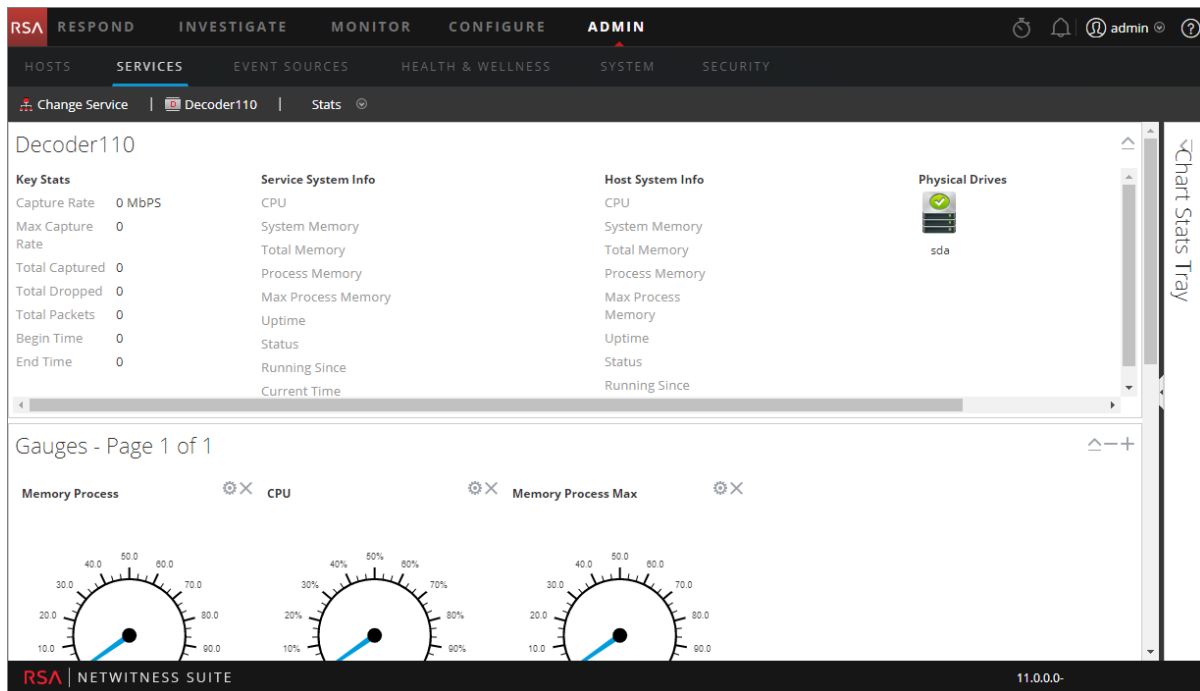 RSA RESPOND INVESTIGATE MONITOR CONFIGURE ADMIN admin ?
HOSTS SERVICES EVENT SOURCES HEALTH & WELLNESS SYSTEM SECURITY
Change Service | D Decoder110 | Stats
Decoder110
Chart Stats Tray
Key Stats Service System Info Host System Info Physical Drives
Capture Rate 0 MbPS CPU CPU
Max Capture Rate 0 System Memory System Memory
Total Memory Total Memory sda
Total Captured 0 Process Memory Process Memory
Total Dropped 0 Max Process Memory Max Process Memory
Total Packets 0 Uptime Uptime
Begin Time 0 Status Status
End Time 0 Running Since Running Since
Current Time
Gauges - Page 1 of 1
Memory Process CPU Memory Process Max
10.0 20.0 30.0 40.0 50.0 60.0 70.0 80.0 90.0
10% 20% 30% 40% 50% 60% 70% 80% 90%
10.0 20.0 30.0 40.0 50.0 60.0 70.0 80.0 90.0
RSA | NETWITNESS SUITE 11.0.0.0-